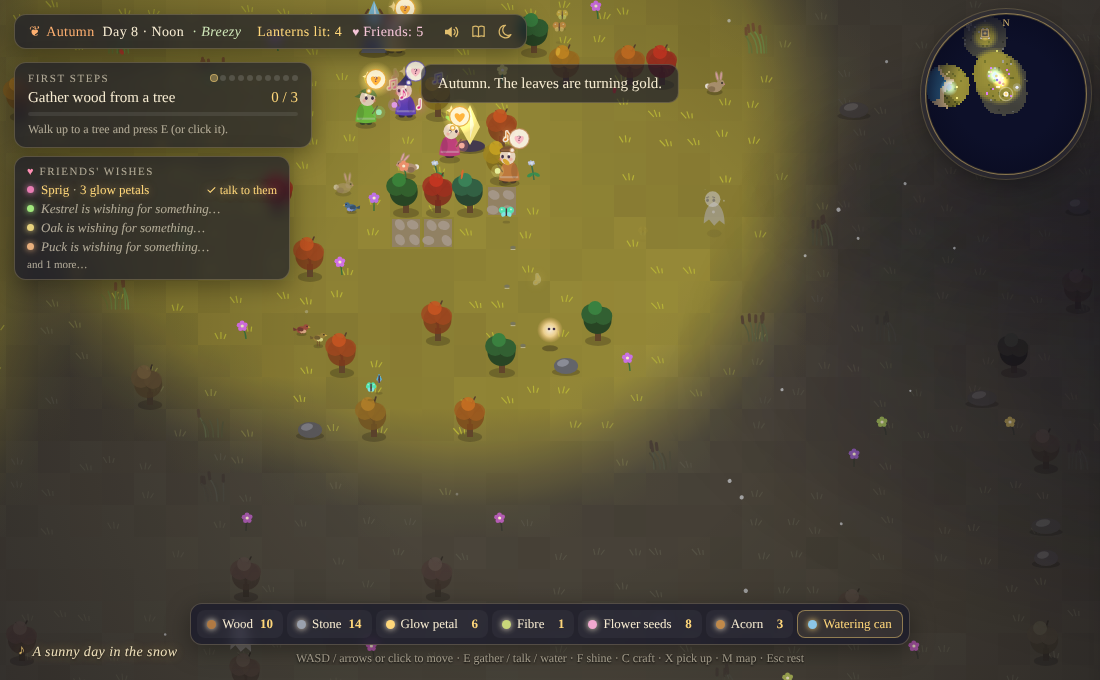 Autumn Day 8 · Noon · Breezy Lanterns lit: 4 ♥ Friends: 5
N
FIRST STEPS
Gather wood from a tree 0 / 3
Walk up to a tree and press E (or click it).
Autumn. The leaves are turning gold.
♥ FRIENDS' WISHES
Sprig · 3 glow petals ✓ talk to them
Kestrel is wishing for something…
Oak is wishing for something…
Puck is wishing for something…
and 1 more…
Wood 10 Stone 14 Glow petal 6 Fibre 1 Flower seeds 8 Acorn 3 Watering can
♪ A sunny day in the snow
WASD / arrows or click to move · E gather / talk / water · F shine · C craft · X pick up · M map · Esc rest